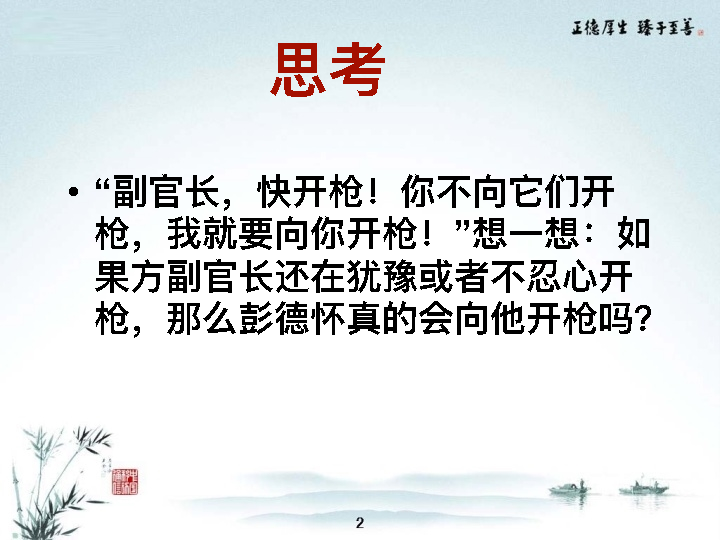 正德厚生 臻于至善
思考
• “副官长，快开枪！你不向它们开
枪，我就要向你开枪！”想一想：如
果方副官长还在犹豫或者不忍心开
枪，那么彭德怀真的会向他开枪吗？
2